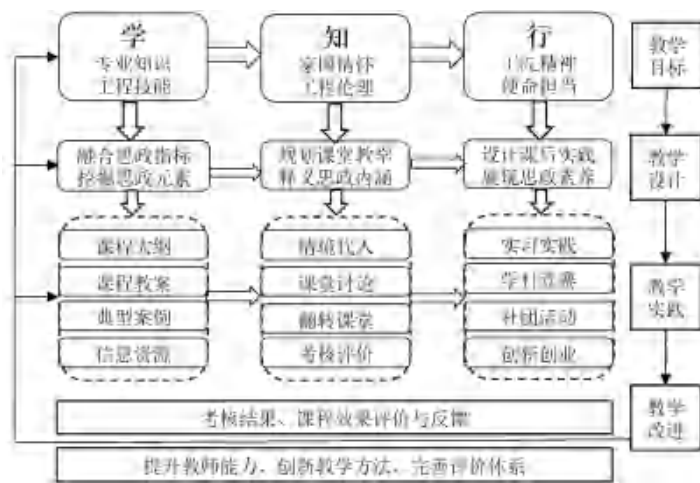 学
专业知识
工程技能
知
家国情怀
工程伦理
行
工匠精神
使命担当
教学
目标
融合思政指标
挖掘思政元素
规划课堂教学
释义思政内涵
设计课后实践
展现思政素养
教学
设计
课程大纲
课程教案
典型案例
信息资源
情境代入
课堂讨论
翻转课堂
考核评价
实习实践
学科竞赛
社团活动
创新创业
教学
实践
考核结果、课程效果评价与反馈
教学
改进
提升教师能力、创新教学方法、完善评价体系